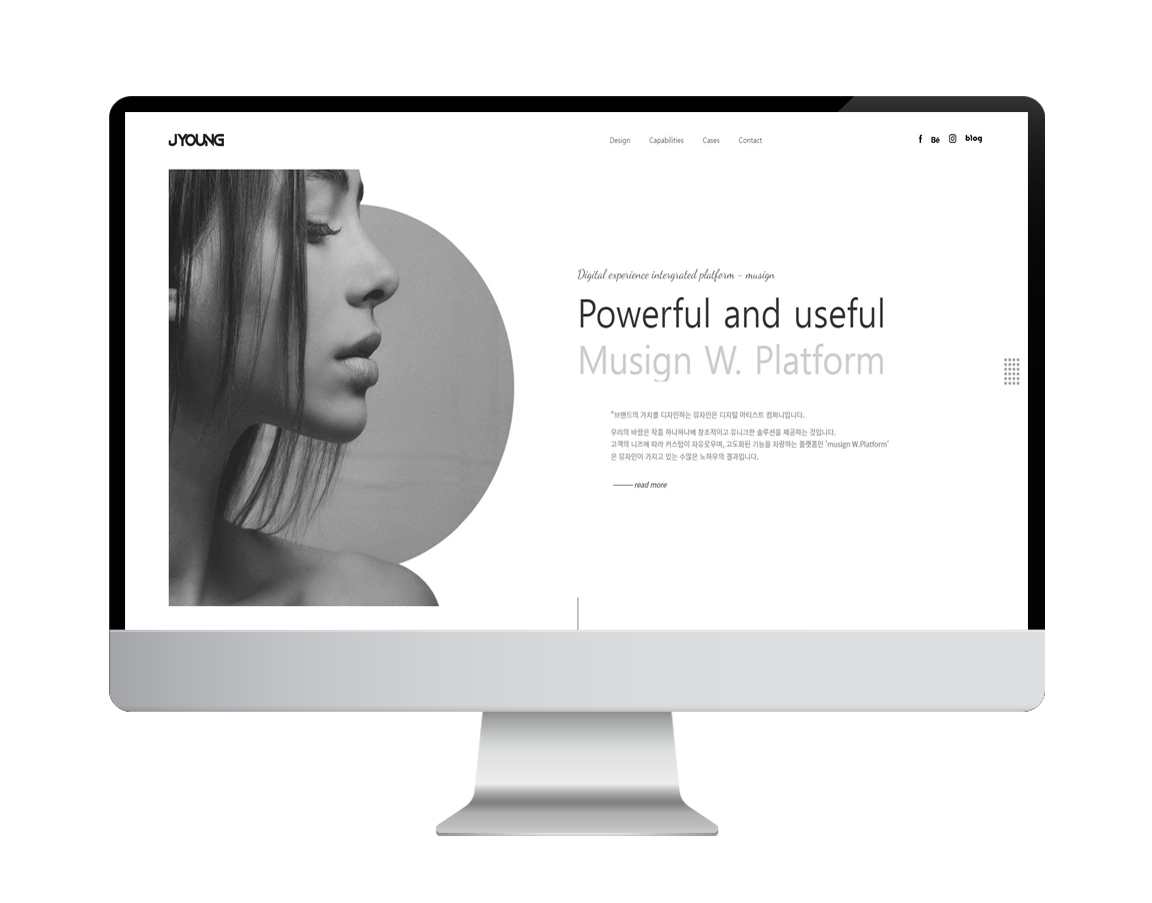 JYOUNG
Design Capabilities Cases Contact
f Bē blog
Digital experience intergrated platform - musign
Powerful and useful
Musign W. Platform
"브랜드의 가치를 디자인하는 뮤자인은 디지털 아티스트 컴퍼니입니다.
우리의 바람은 작품 하나하나에 창조적이고 유니크한 솔루션을 제공하는 것입니다.
고객의 니즈에 따라 커스텀이 자유로우며, 고도화된 기능을 자랑하는 플랫폼인 'musign W.Platform'
은 뮤자인이 가지고 있는 수많은 노하우의 결과입니다.
read more